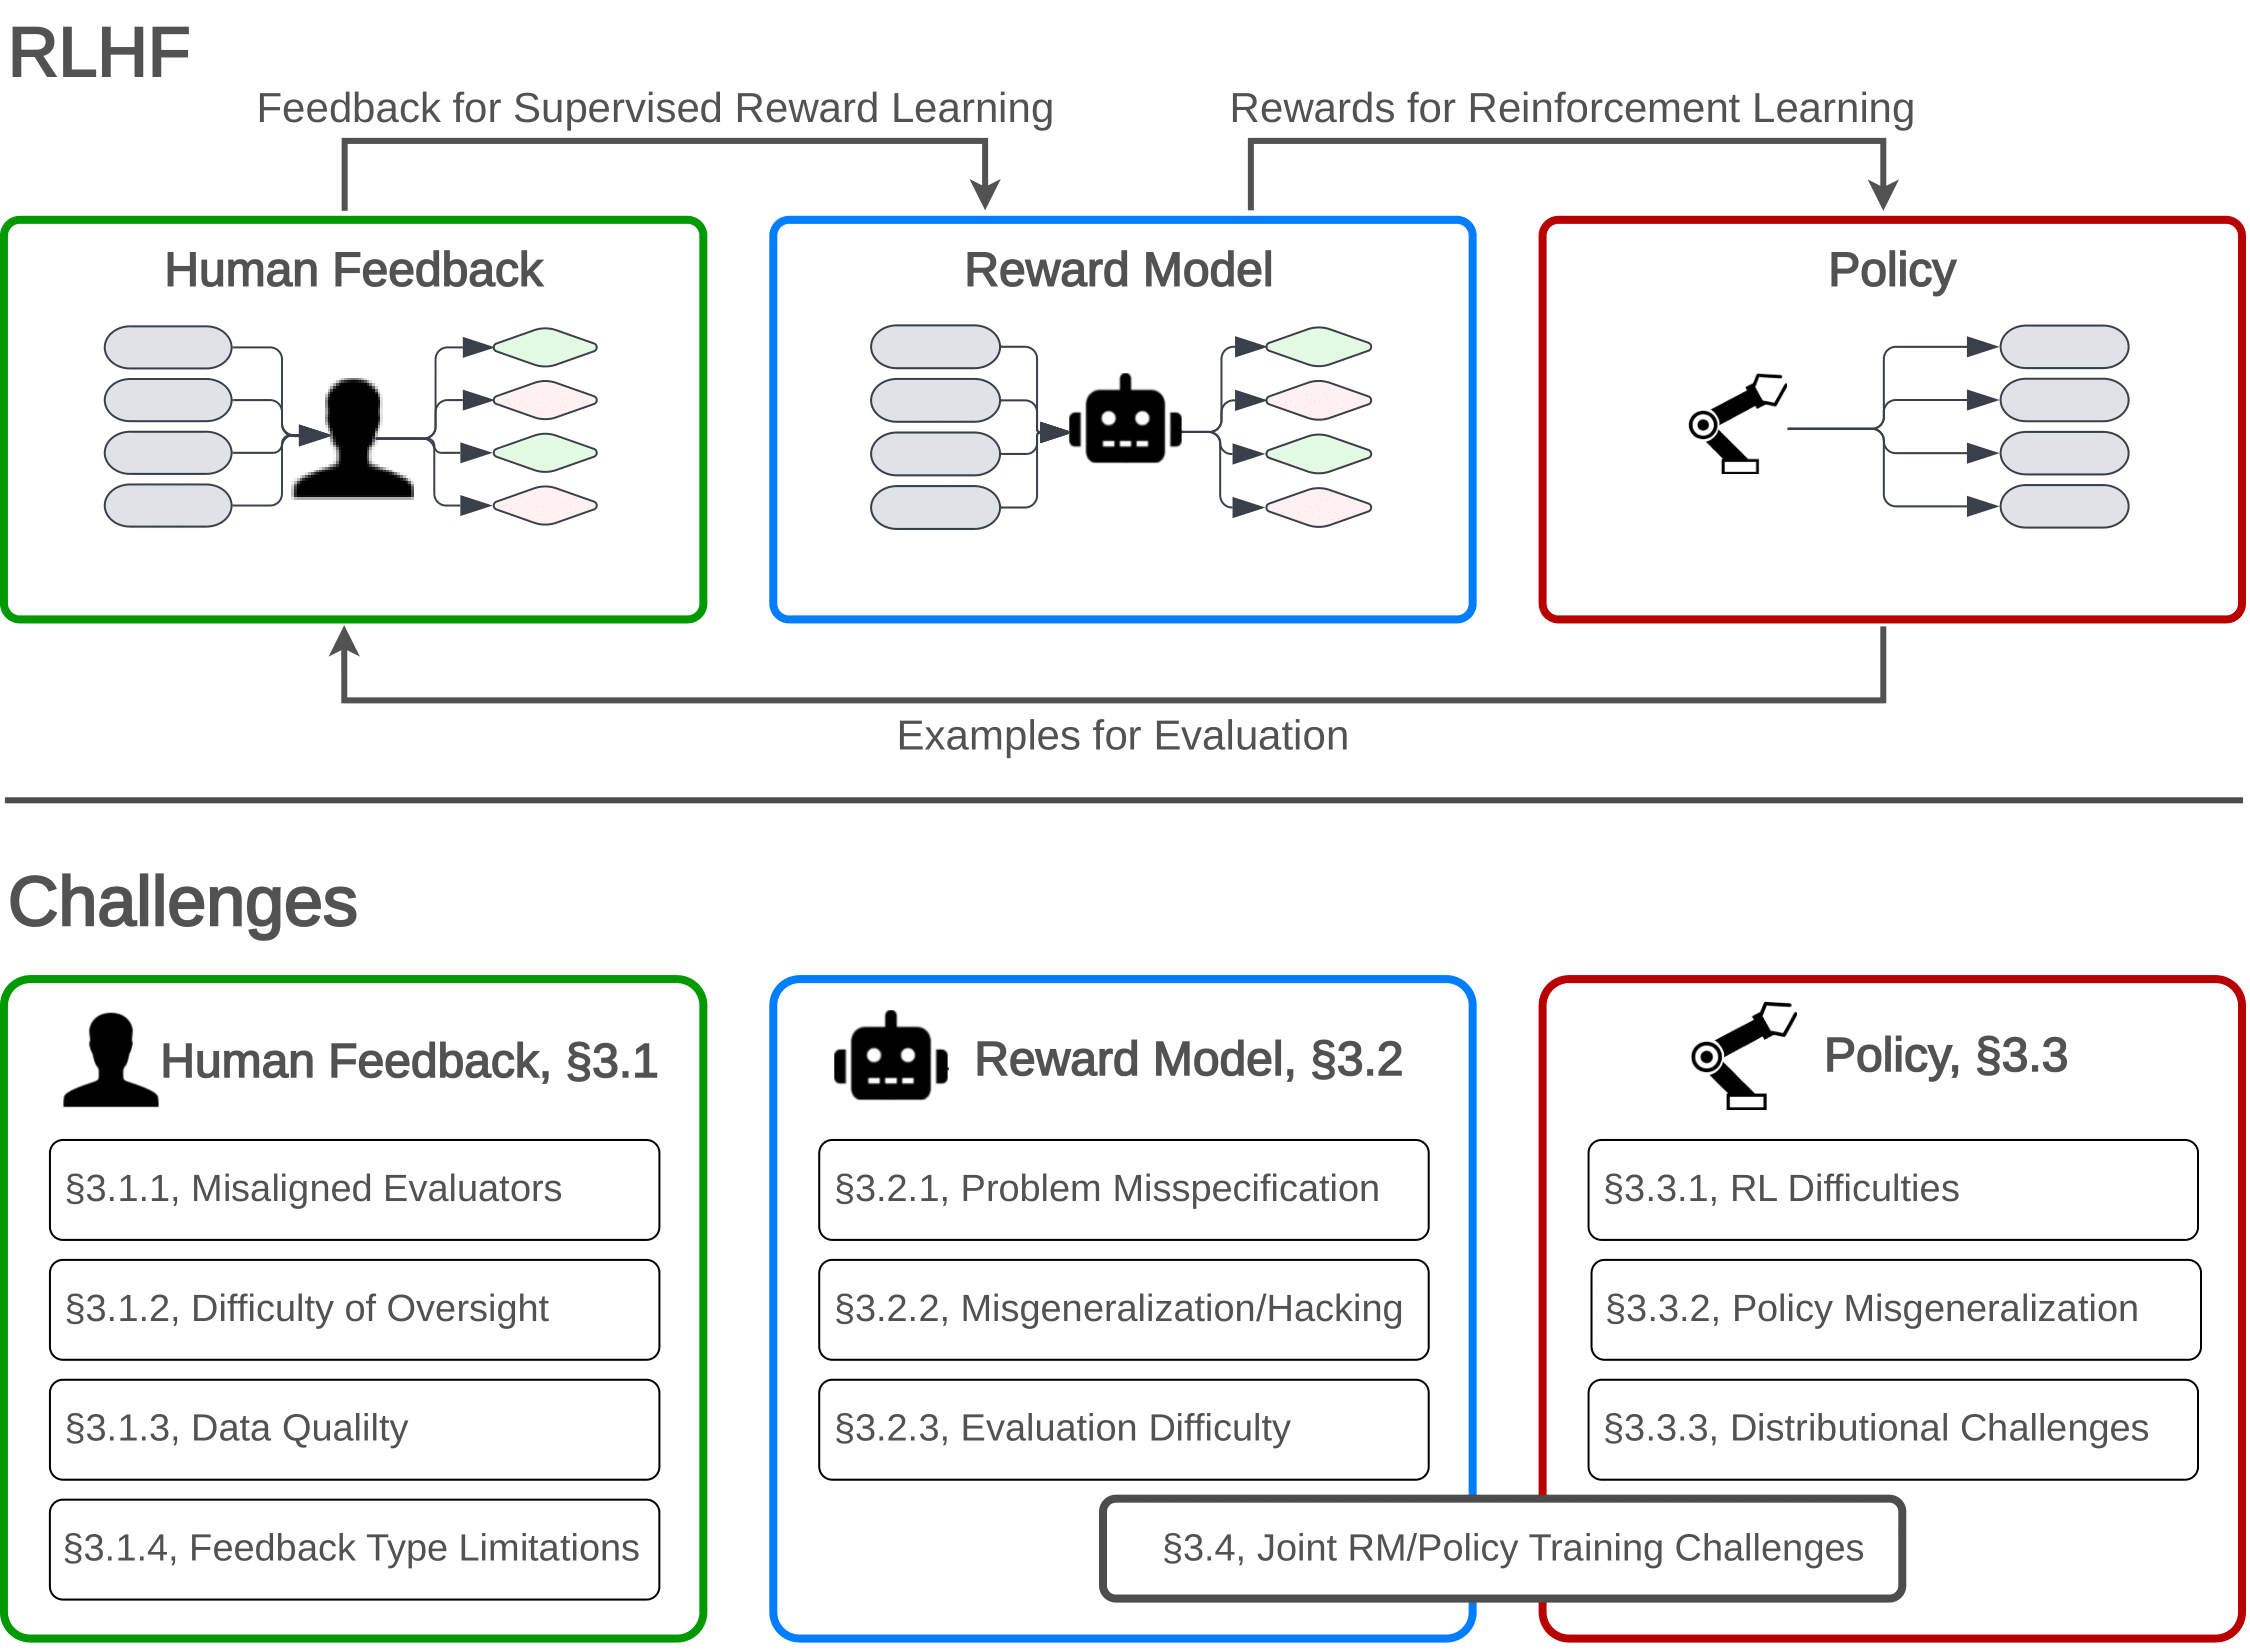 RLHF
Feedback for Supervised Reward Learning
Rewards for Reinforcement Learning
Human Feedback
Reward Model
Policy
Examples for Evaluation
Challenges
Human Feedback, §3.1
§3.1.1, Misaligned Evaluators
§3.1.2, Difficulty of Oversight
§3.1.3, Data Qualilty
§3.1.4, Feedback Type Limitations
Reward Model, §3.2
§3.2.1, Problem Misspecification
§3.2.2, Misgeneralization/Hacking
§3.2.3, Evaluation Difficulty
Policy, §3.3
§3.3.1, RL Difficulties
§3.3.2, Policy Misgeneralization
§3.3.3, Distributional Challenges
§3.4, Joint RM/Policy Training Challenges